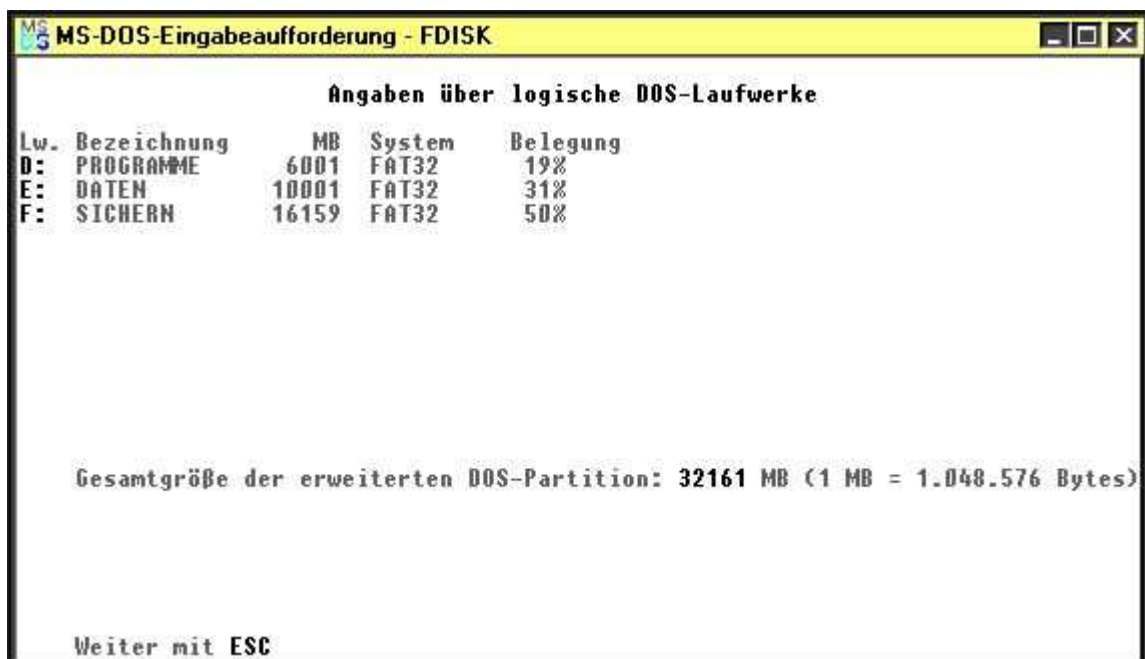 MS-DOS-Eingabeaufforderung - FDISK
Angaben über logische DOS-Laufwerke
Lw. Bezeichnung MB System Belegung
D: PROGRAMME 6001 FAT32 19%
E: DATEN 10001 FAT32 31%
F: SICHERN 16159 FAT32 50%
Gesamtgröße der erweiterten DOS-Partition: 32161 MB (1 MB = 1.048.576 Bytes)
Weiter mit ESC